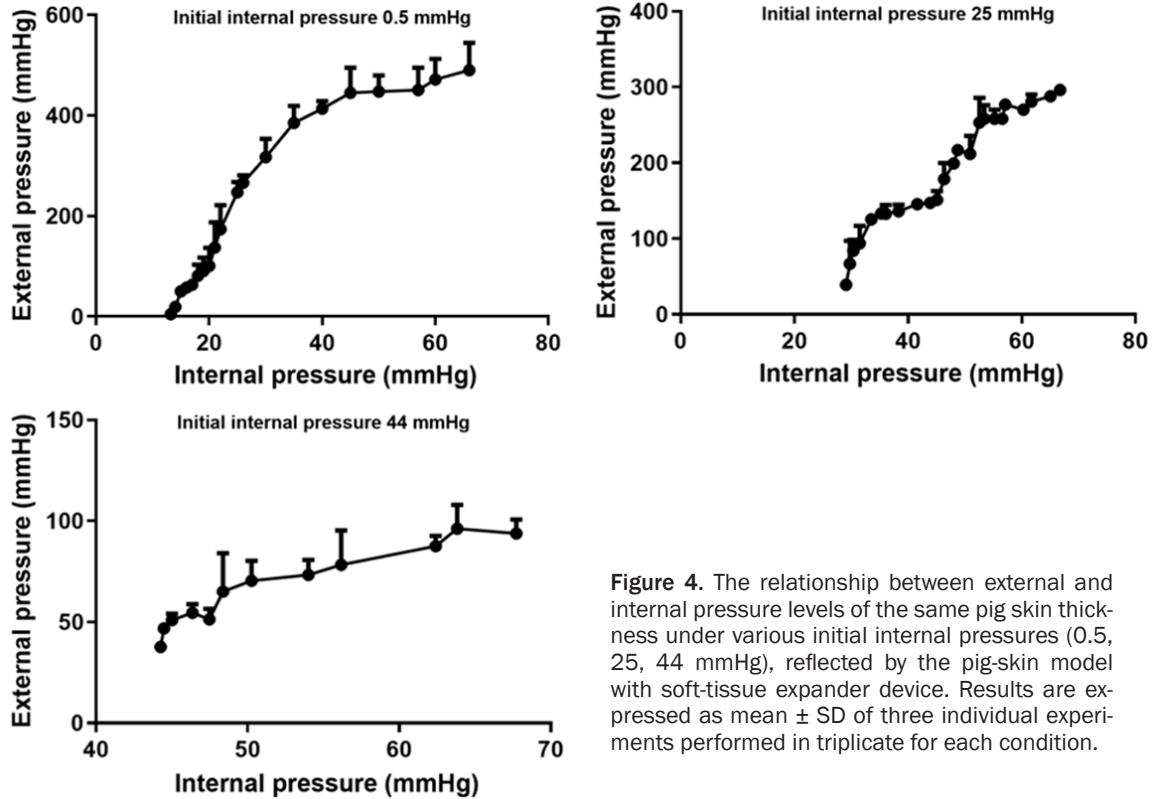 Initial internal pressure 0.5 mmHg
External pressure (mmHg)
600
400
200
0
0 20 40 60 80
Internal pressure (mmHg)
Initial internal pressure 25 mmHg
External pressure (mmHg)
400
300
200
100
0
0 20 40 60 80
Internal pressure (mmHg)
Initial internal pressure 44 mmHg
External pressure (mmHg)
150
100
50
0
40 50 60 70
Internal pressure (mmHg)
Figure 4. The relationship between external and
internal pressure levels of the same pig skin thick-
ness under various initial internal pressures (0.5,
25, 44 mmHg), reflected by the pig-skin model
with soft-tissue expander device. Results are ex-
pressed as mean ± SD of three individual experi-
ments performed in triplicate for each condition.